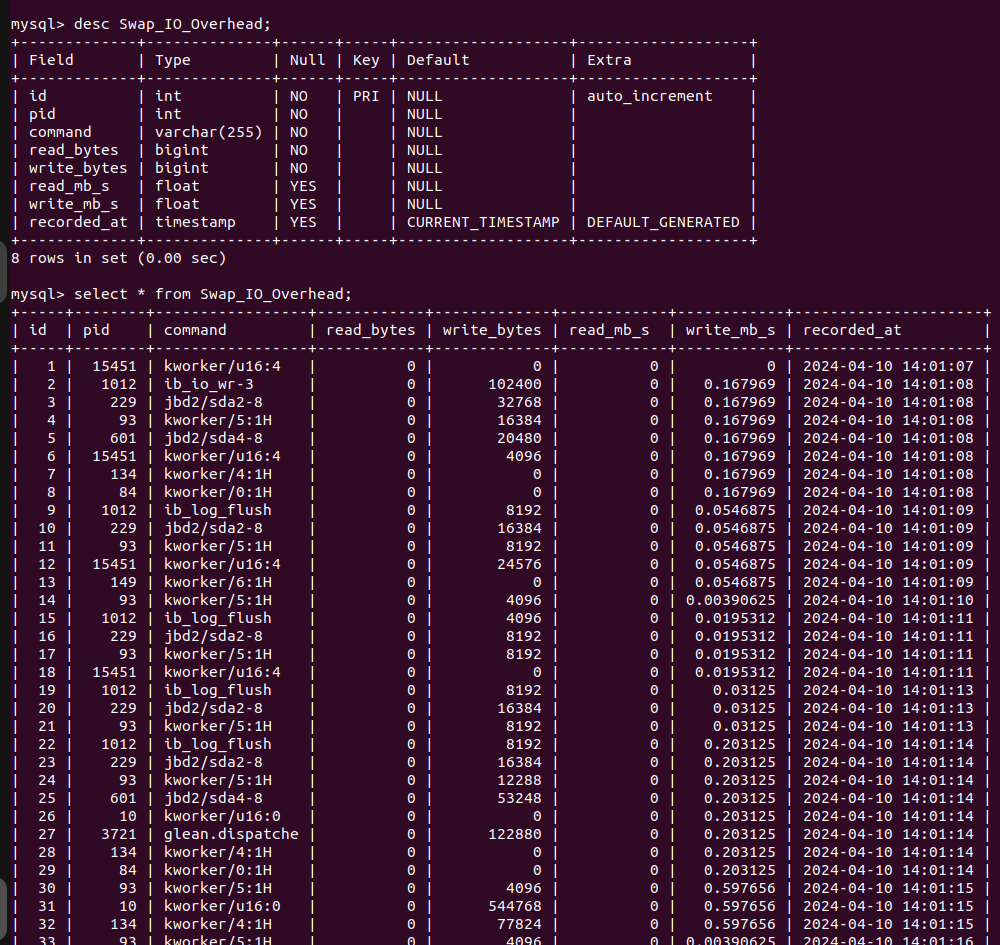 mysql> desc Swap_IO_Overhead;
+-------------+--------------+------+-----+-------------------+-------------------+
| Field       | Type         | Null | Key | Default           | Extra             |
+-------------+--------------+------+-----+-------------------+-------------------+
| id          | int          | NO   | PRI | NULL              | auto_increment    |
| pid         | int          | NO   |     | NULL              |                   |
| command     | varchar(255) | NO   |     | NULL              |                   |
| read_bytes  | bigint       | NO   |     | NULL              |                   |
| write_bytes | bigint       | NO   |     | NULL              |                   |
| read_mb_s   | float        | YES  |     | NULL              |                   |
| write_mb_s  | float        | YES  |     | NULL              |                   |
| recorded_at | timestamp    | YES  |     | CURRENT_TIMESTAMP | DEFAULT_GENERATED |
+-------------+--------------+------+-----+-------------------+-------------------+
8 rows in set (0.00 sec)
mysql> select * from Swap_IO_Overhead;
+-----+--------+-----------------+------------+-------------+-----------+------------+---------------------+
| id  | pid    | command         | read_bytes | write_bytes | read_mb_s | write_mb_s | recorded_at         |
+-----+--------+-----------------+------------+-------------+-----------+------------+---------------------+
|   1 |  15451 | kworker/u16:4   |          0 |           0 |         0 |          0 | 2024-04-10 14:01:07 |
|   2 |   1012 | ib_io_wr-3      |          0 |      102400 |         0 |   0.167969 | 2024-04-10 14:01:08 |
|   3 |    229 | jbd2/sda2-8     |          0 |       32768 |         0 |   0.167969 | 2024-04-10 14:01:08 |
|   4 |     93 | kworker/5:1H    |          0 |       16384 |         0 |   0.167969 | 2024-04-10 14:01:08 |
|   5 |    601 | jbd2/sda4-8     |          0 |       20480 |         0 |   0.167969 | 2024-04-10 14:01:08 |
|   6 |  15451 | kworker/u16:4   |          0 |        4096 |         0 |   0.167969 | 2024-04-10 14:01:08 |
|   7 |    134 | kworker/4:1H    |          0 |           0 |         0 |   0.167969 | 2024-04-10 14:01:08 |
|   8 |     84 | kworker/0:1H    |          0 |           0 |         0 |   0.167969 | 2024-04-10 14:01:08 |
|   9 |   1012 | ib_log_flush    |          0 |        8192 |         0 |  0.0546875 | 2024-04-10 14:01:09 |
|  10 |    229 | jbd2/sda2-8     |          0 |       16384 |         0 |  0.0546875 | 2024-04-10 14:01:09 |
|  11 |     93 | kworker/5:1H    |          0 |        8192 |         0 |  0.0546875 | 2024-04-10 14:01:09 |
|  12 |  15451 | kworker/u16:4   |          0 |       24576 |         0 |  0.0546875 | 2024-04-10 14:01:09 |
|  13 |    149 | kworker/6:1H    |          0 |           0 |         0 |  0.0546875 | 2024-04-10 14:01:09 |
|  14 |     93 | kworker/5:1H    |          0 |        4096 |         0 | 0.00390625 | 2024-04-10 14:01:10 |
|  15 |   1012 | ib_log_flush    |          0 |        4096 |         0 |  0.0195312 | 2024-04-10 14:01:11 |
|  16 |    229 | jbd2/sda2-8     |          0 |        8192 |         0 |  0.0195312 | 2024-04-10 14:01:11 |
|  17 |     93 | kworker/5:1H    |          0 |        8192 |         0 |  0.0195312 | 2024-04-10 14:01:11 |
|  18 |  15451 | kworker/u16:4   |          0 |           0 |         0 |  0.0195312 | 2024-04-10 14:01:11 |
|  19 |   1012 | ib_log_flush    |          0 |        8192 |         0 |    0.03125 | 2024-04-10 14:01:13 |
|  20 |    229 | jbd2/sda2-8     |          0 |       16384 |         0 |    0.03125 | 2024-04-10 14:01:13 |
|  21 |     93 | kworker/5:1H    |          0 |        8192 |         0 |    0.03125 | 2024-04-10 14:01:13 |
|  22 |   1012 | ib_log_flush    |          0 |        8192 |         0 |   0.203125 | 2024-04-10 14:01:14 |
|  23 |    229 | jbd2/sda2-8     |          0 |       16384 |         0 |   0.203125 | 2024-04-10 14:01:14 |
|  24 |     93 | kworker/5:1H    |          0 |       12288 |         0 |   0.203125 | 2024-04-10 14:01:14 |
|  25 |    601 | jbd2/sda4-8     |          0 |       53248 |         0 |   0.203125 | 2024-04-10 14:01:14 |
|  26 |     10 | kworker/u16:0   |          0 |           0 |         0 |   0.203125 | 2024-04-10 14:01:14 |
|  27 |   3721 | glean.dispatche |          0 |      122880 |         0 |   0.203125 | 2024-04-10 14:01:14 |
|  28 |    134 | kworker/4:1H    |          0 |           0 |         0 |   0.203125 | 2024-04-10 14:01:14 |
|  29 |     84 | kworker/0:1H    |          0 |           0 |         0 |   0.203125 | 2024-04-10 14:01:14 |
|  30 |     93 | kworker/5:1H    |          0 |        4096 |         0 |   0.597656 | 2024-04-10 14:01:15 |
|  31 |     10 | kworker/u16:0   |          0 |      544768 |         0 |   0.597656 | 2024-04-10 14:01:15 |
|  32 |    134 | kworker/4:1H    |          0 |       77824 |         0 |   0.597656 | 2024-04-10 14:01:15 |
|  33 |     93 | kworker/5:1H    |          0 |        4096 |         0 | 0.00390625 | 2024-04-10 14:01:16 |